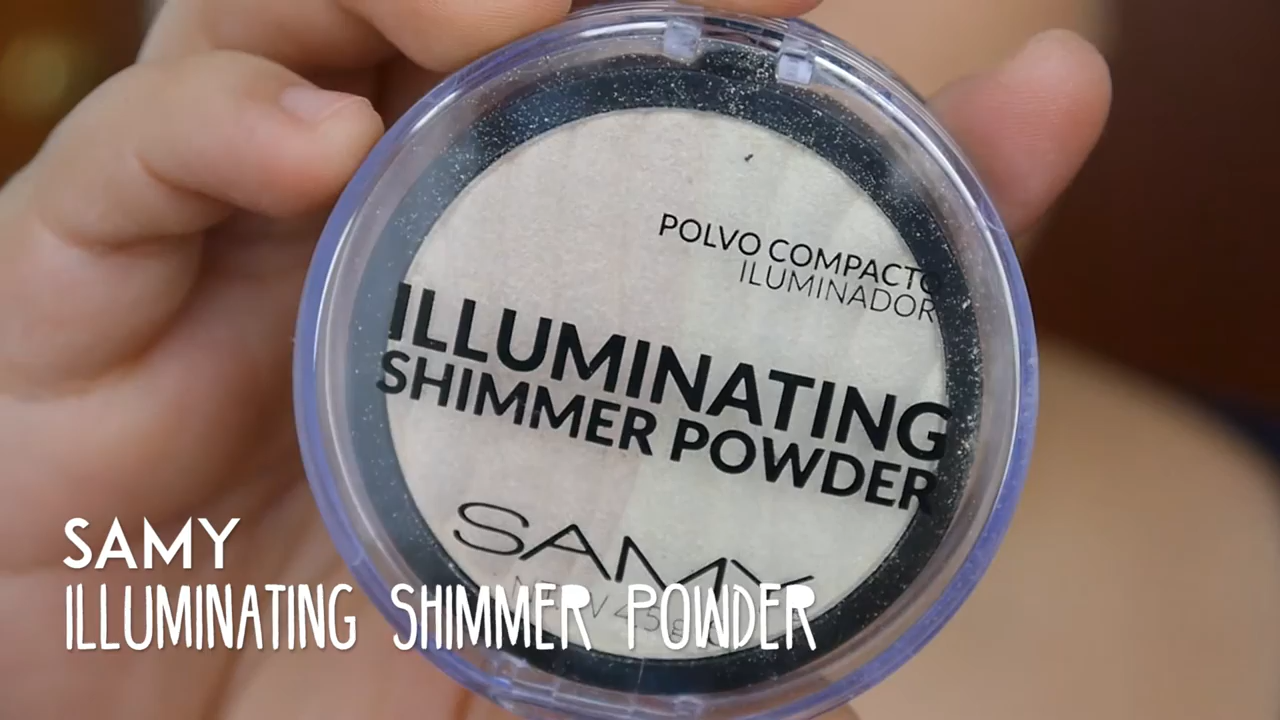 POLVO COMPACTO
ILUMINADOR
ILLUMINATING
SHIMMER POWDER
SAMY
SAMY
ILLUMINATING SHIMMER POWDER